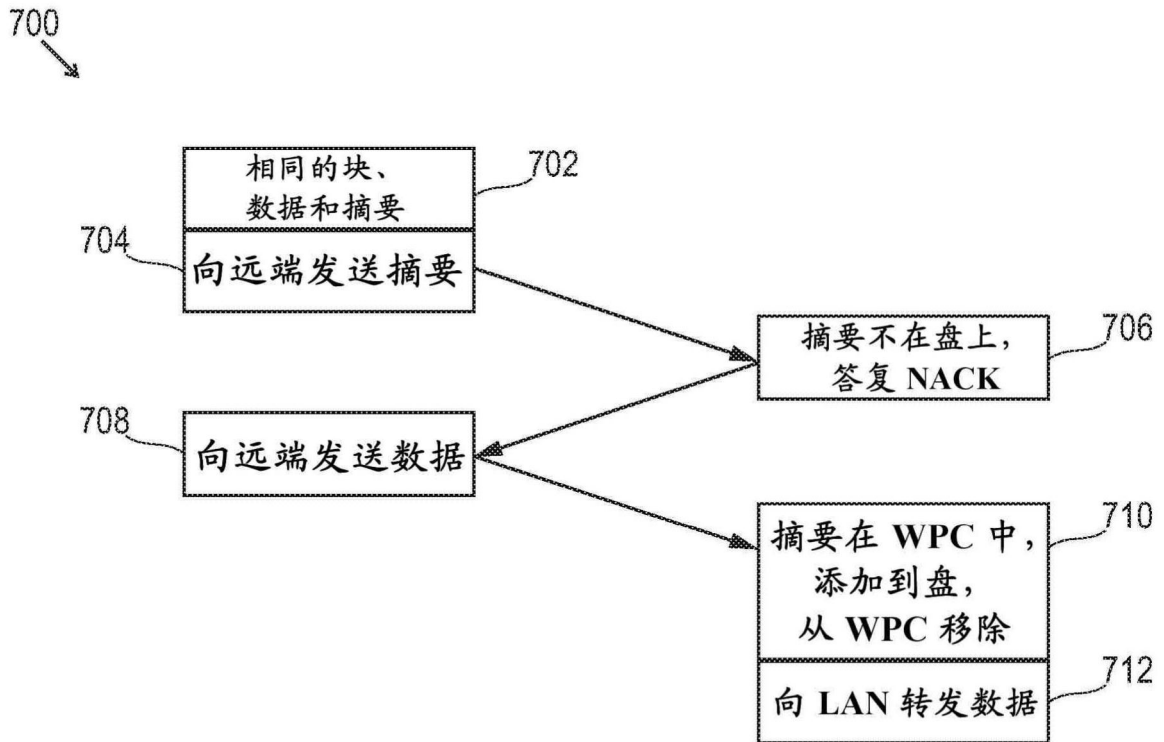 700
相同的块、
数据和摘要
702
704
向远端发送摘要
摘要不在盘上，
答复 NACK
706
708
向远端发送数据
摘要在 WPC 中，
添加到盘，
从 WPC 移除
710
向 LAN 转发数据
712